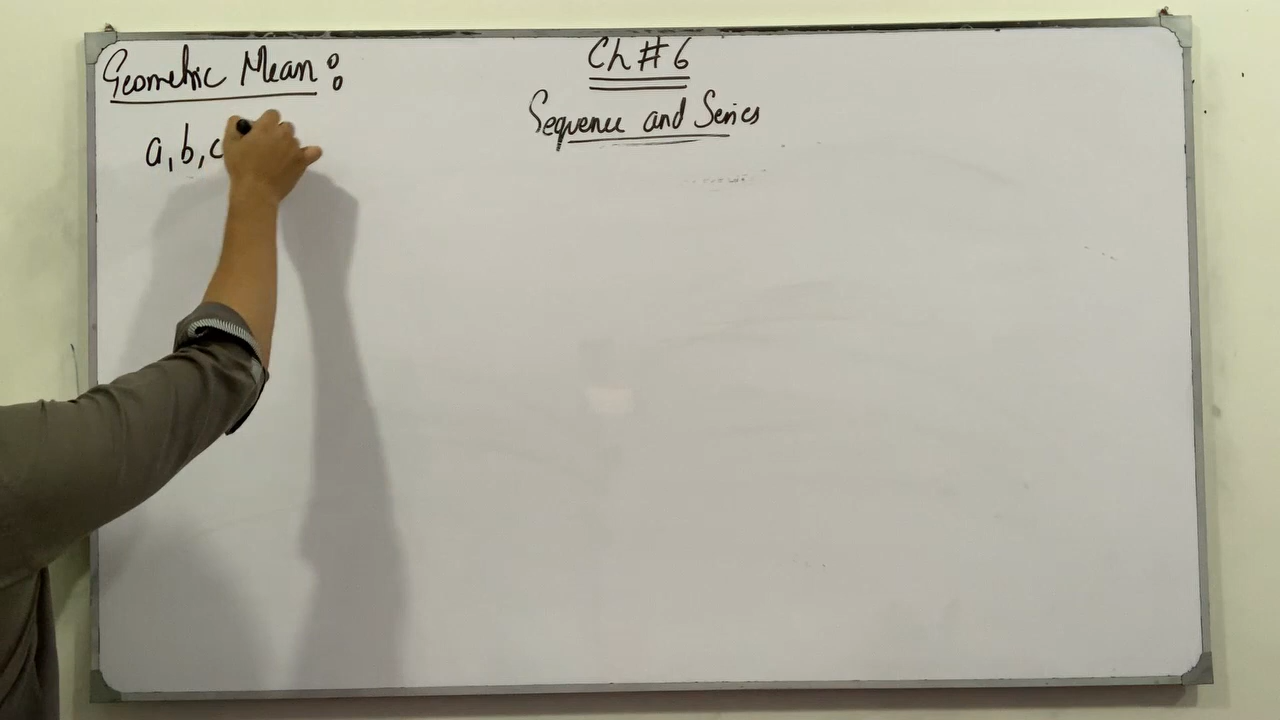 Ch # 6
Sequence and Series
Geometric Mean :
a, b, c